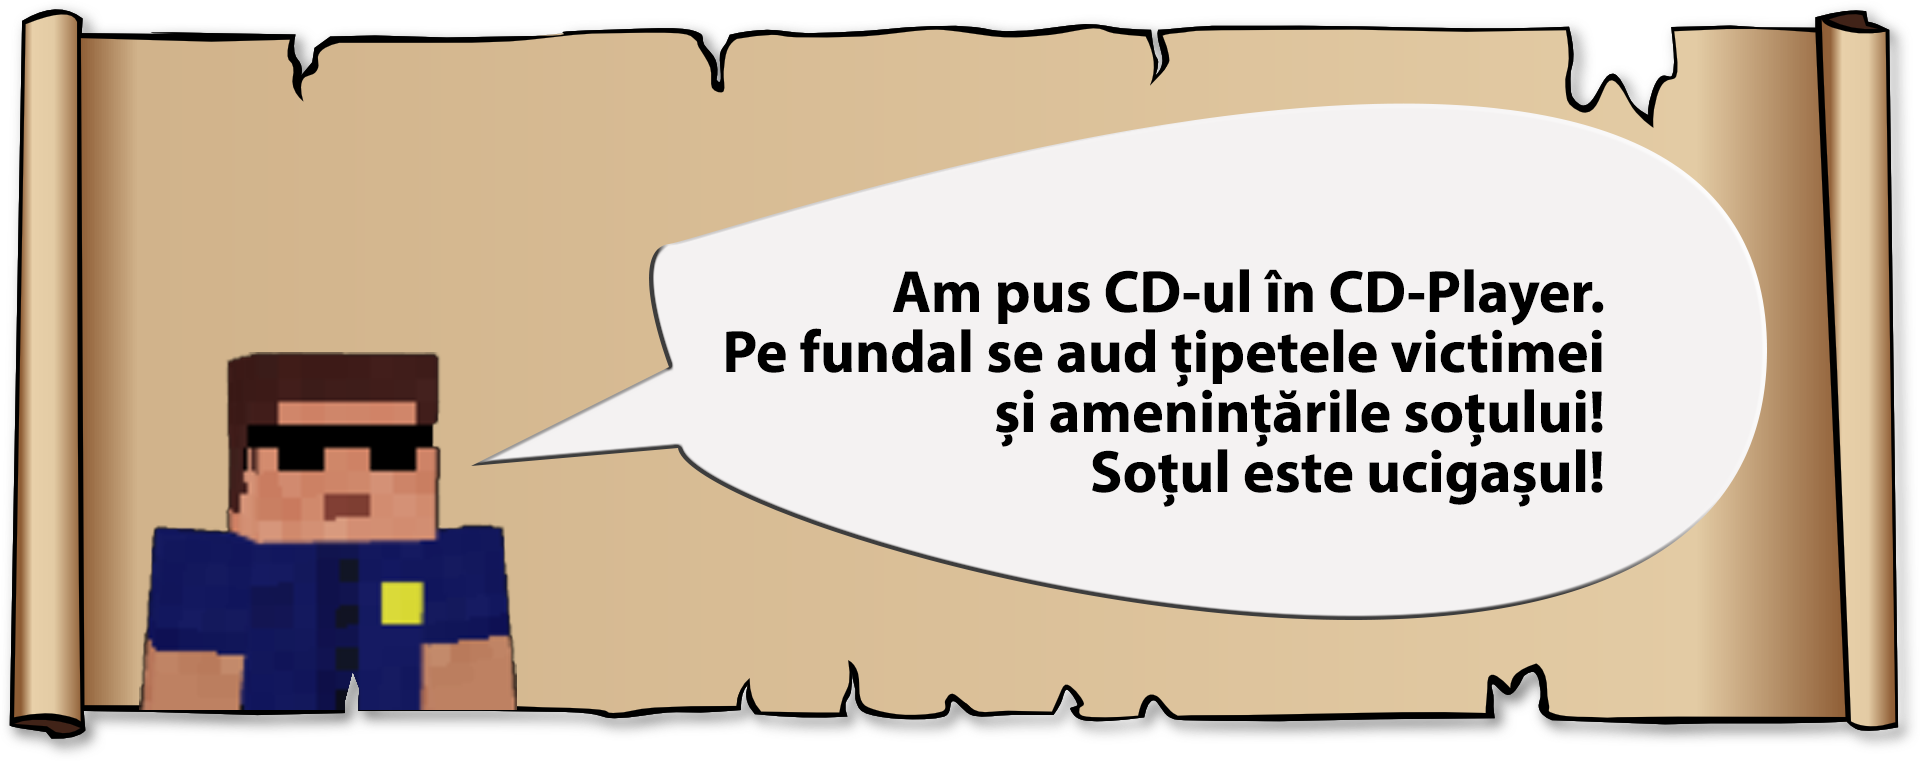 Am pus CD-ul în CD-Player.
Pe fundal se aud țipetele victimei
și amenințările soțului!
Soțul este ucigașul!